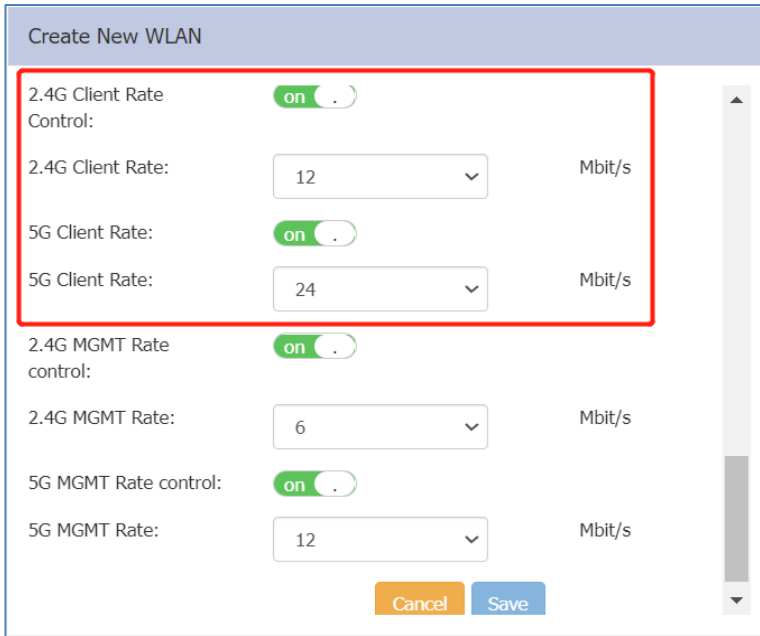 Create New WLAN
2.4G Client Rate
Control:
on .
2.4G Client Rate:
12
Mbit/s
5G Client Rate:
on .
5G Client Rate:
24
Mbit/s
2.4G MGMT Rate
control:
on .
2.4G MGMT Rate:
6
Mbit/s
5G MGMT Rate control:
on .
5G MGMT Rate:
12
Mbit/s
Cancel
Save